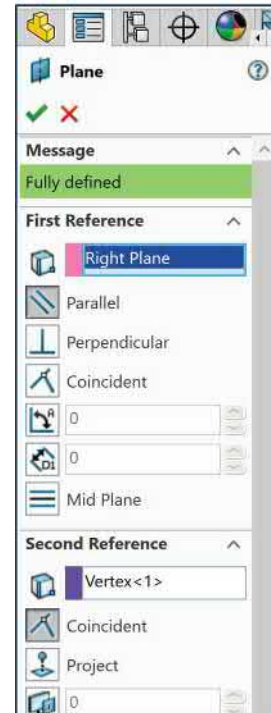 Plane
Message
Fully defined
First Reference
Right Plane
Parallel
Perpendicular
Coincident
A
0
D1
0
Mid Plane
Second Reference
Vertex<1>
Coincident
Project
0